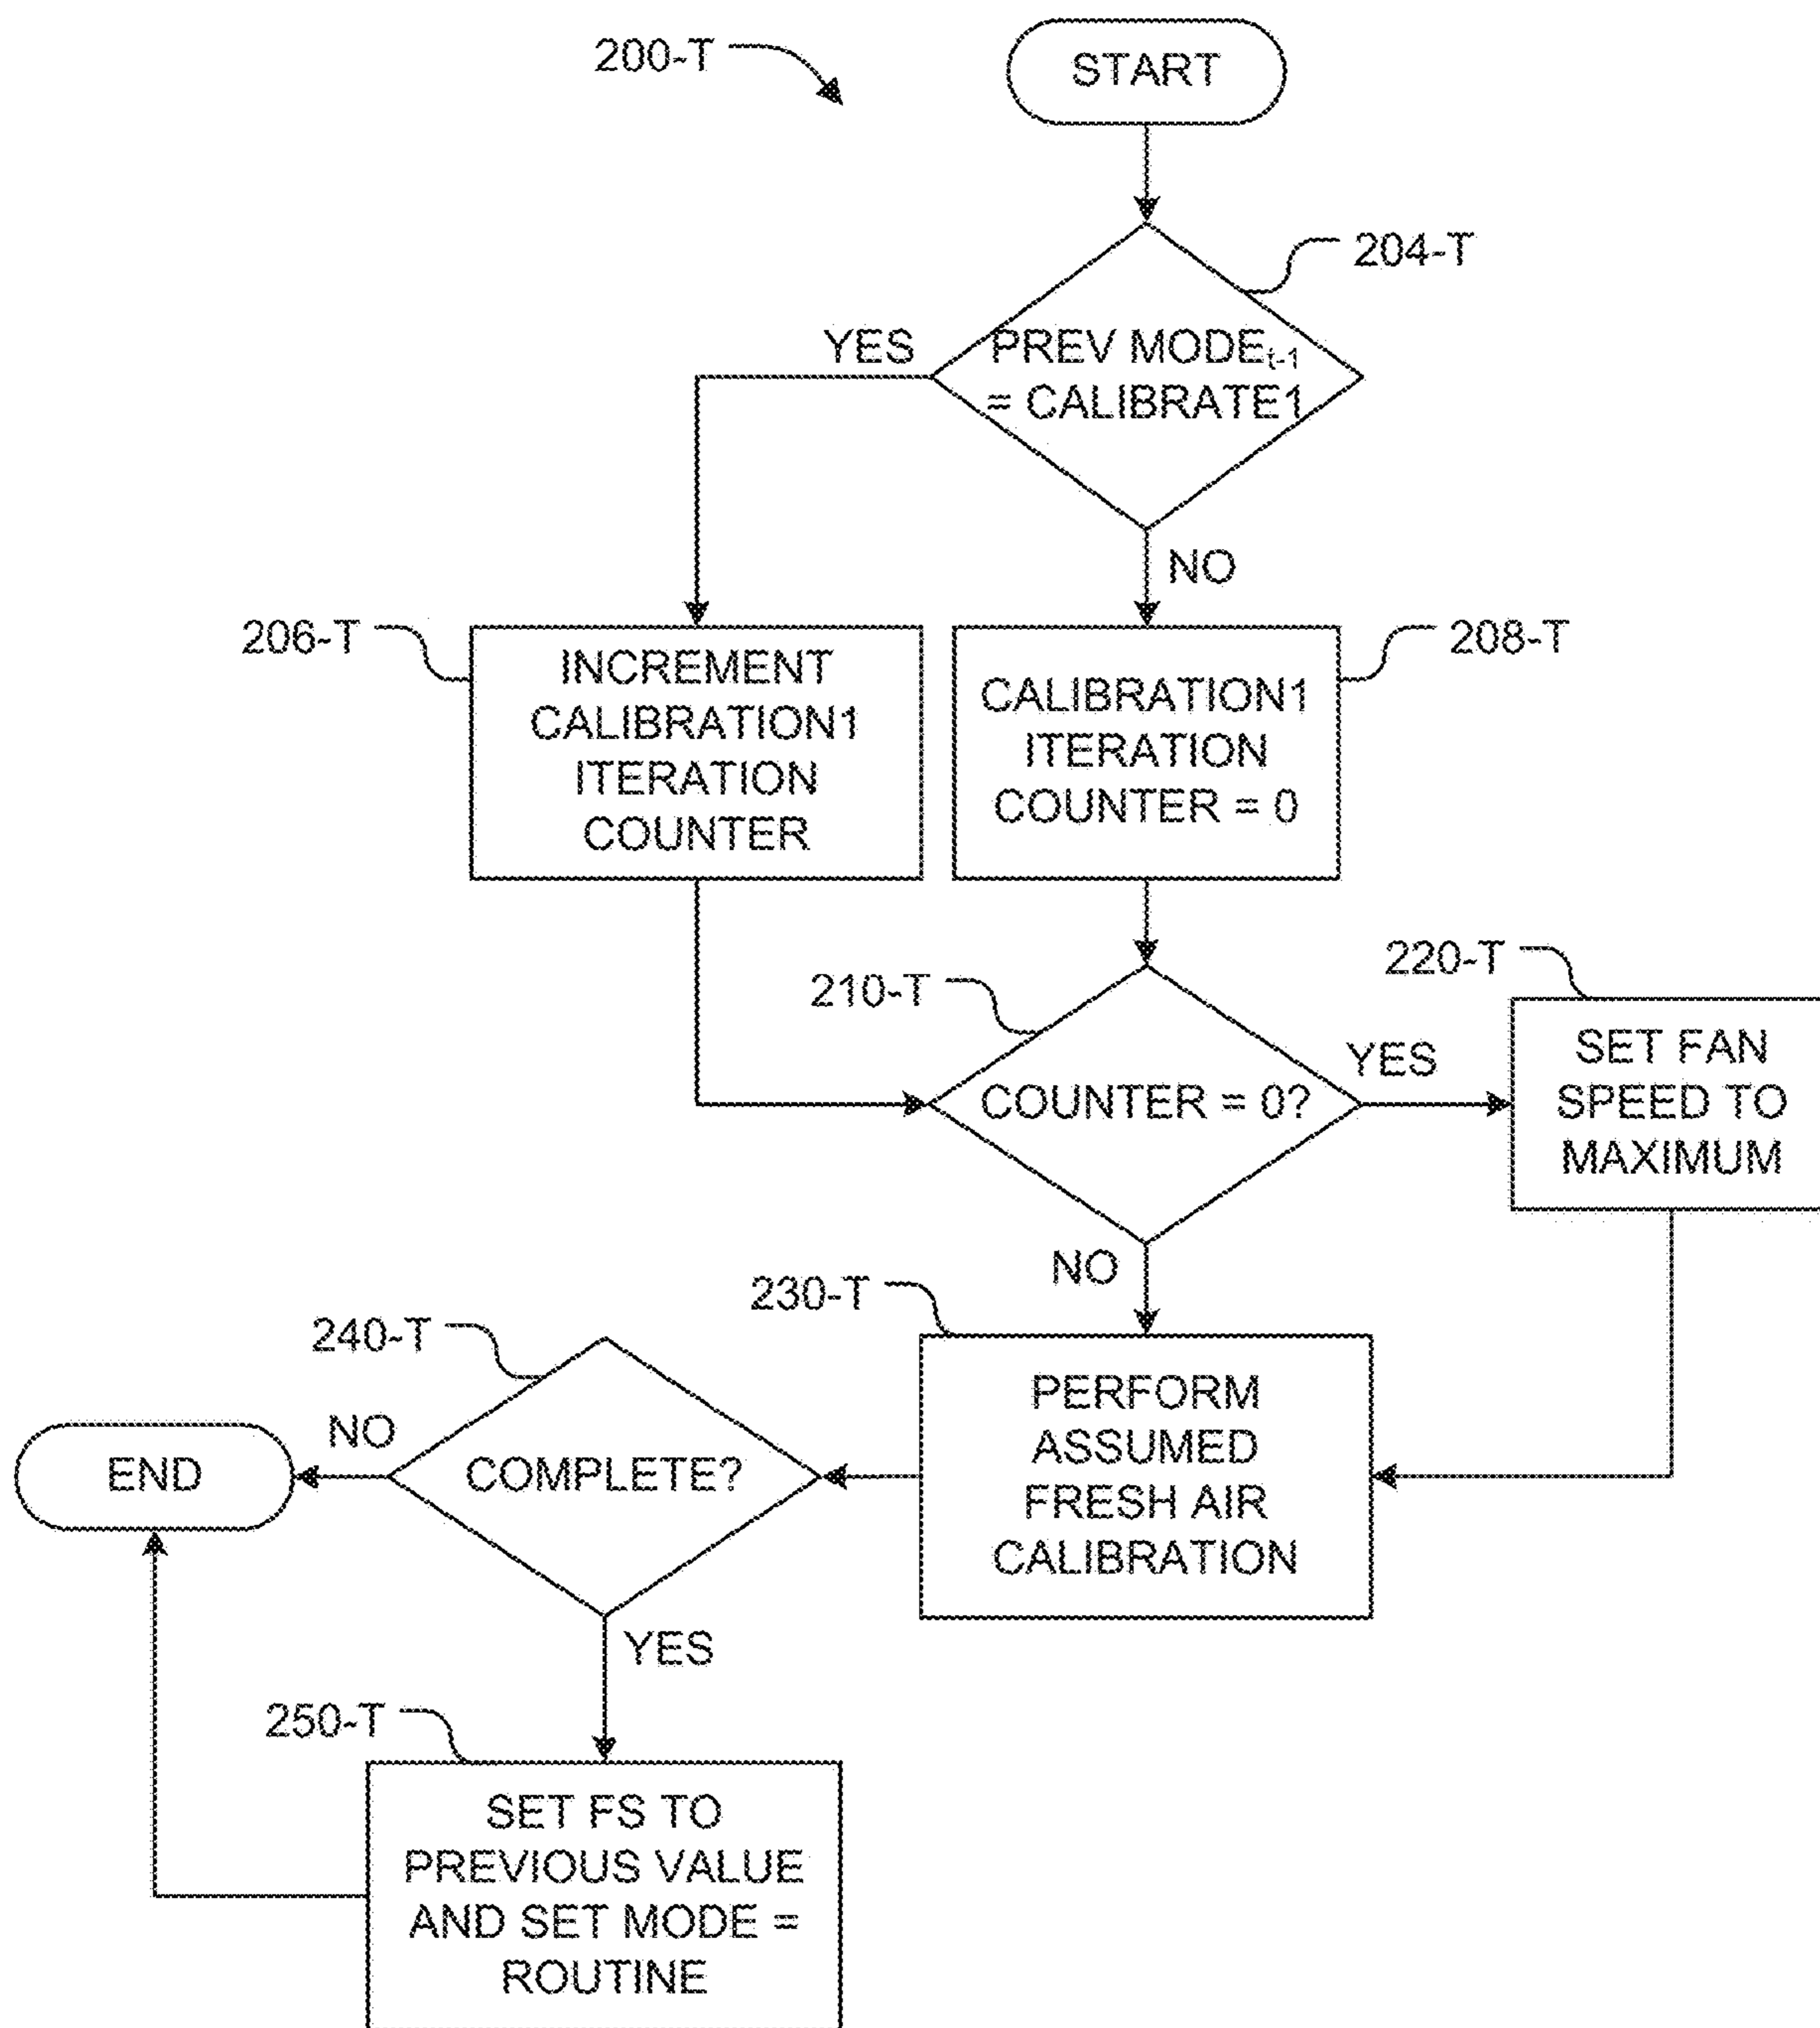 200-T
START
204-T
YES
PREV MODEt-1
= CALIBRATE1
NO
206-T
INCREMENT
CALIBRATION1
ITERATION
COUNTER
208-T
CALIBRATION1
ITERATION
COUNTER = 0
210-T
COUNTER = 0?
YES
220-T
SET FAN
SPEED TO
MAXIMUM
NO
230-T
PERFORM
ASSUMED
FRESH AIR
CALIBRATION
240-T
COMPLETE?
NO
END
YES
250-T
SET FS TO
PREVIOUS VALUE
AND SET MODE =
ROUTINE